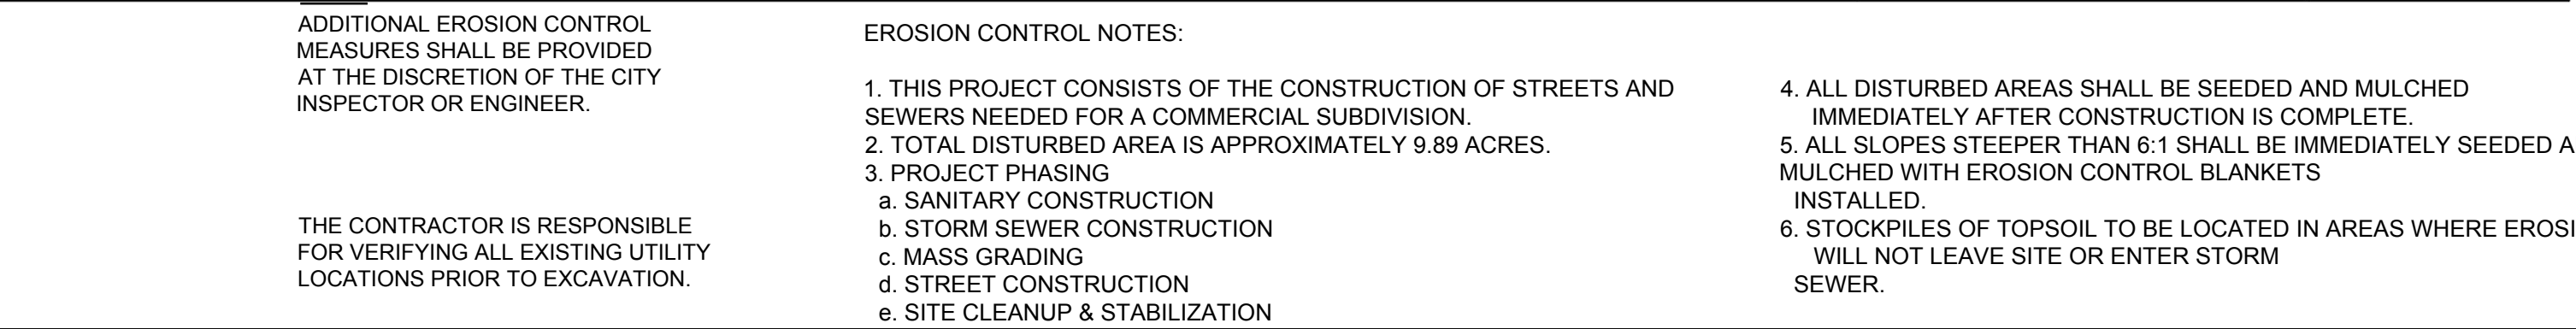 ADDITIONAL EROSION CONTROL
MEASURES SHALL BE PROVIDED
AT THE DISCRETION OF THE CITY
INSPECTOR OR ENGINEER.
THE CONTRACTOR IS RESPONSIBLE
FOR VERIFYING ALL EXISTING UTILITY
LOCATIONS PRIOR TO EXCAVATION.
EROSION CONTROL NOTES:
1. THIS PROJECT CONSISTS OF THE CONSTRUCTION OF STREETS AND
SEWERS NEEDED FOR A COMMERCIAL SUBDIVISION.
2. TOTAL DISTURBED AREA IS APPROXIMATELY 9.89 ACRES.
3. PROJECT PHASING
a. SANITARY CONSTRUCTION
b. STORM SEWER CONSTRUCTION
c. MASS GRADING
d. STREET CONSTRUCTION
e. SITE CLEANUP & STABILIZATION
4. ALL DISTURBED AREAS SHALL BE SEEDED AND MULCHED
IMMEDIATELY AFTER CONSTRUCTION IS COMPLETE.
5. ALL SLOPES STEEPER THAN 6:1 SHALL BE IMMEDIATELY SEEDED A
MULCHED WITH EROSION CONTROL BLANKETS
INSTALLED.
6. STOCKPILES OF TOPSOIL TO BE LOCATED IN AREAS WHERE EROSI
WILL NOT LEAVE SITE OR ENTER STORM
SEWER.